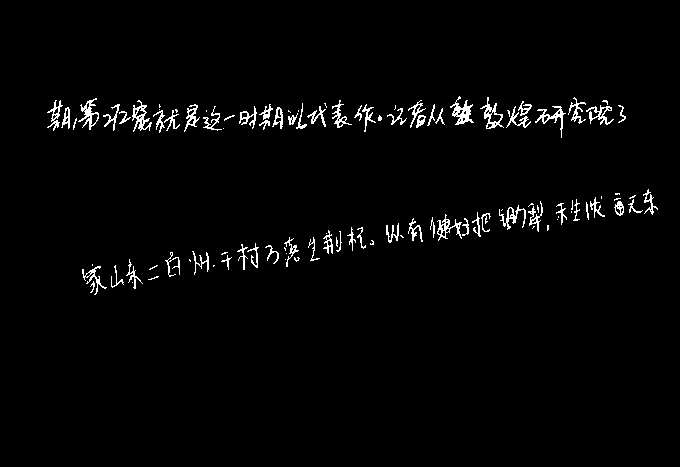 期,第212窟就是这一时期的代表作。记者从敦煌研究院了
家山东二百州.千村万落生荆杞。纵有健妇把锄犁,禾生陇亩无东